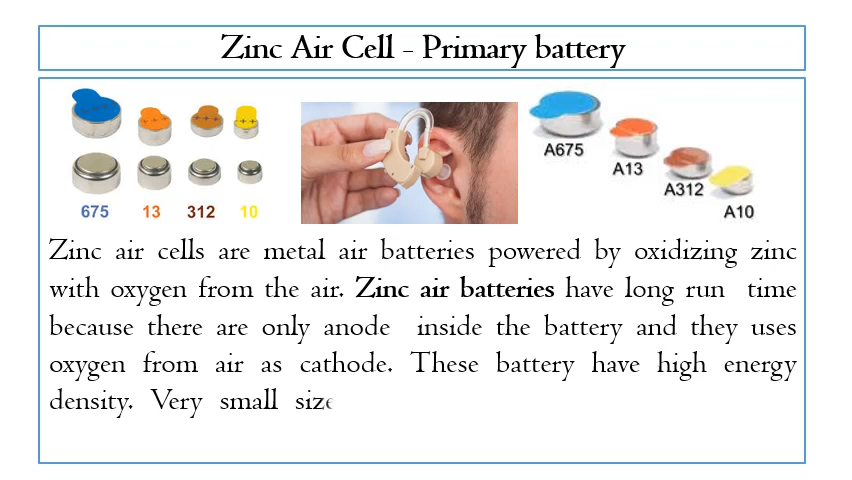 Zinc Air Cell - Primary battery
675 13 312 10
A675
A13
A312
A10
Zinc air cells are metal air batteries powered by oxidizing zinc
with oxygen from the air. Zinc air batteries have long run time
because there are only anode inside the battery and they uses
oxygen from air as cathode. These battery have high energy
density. Very small size